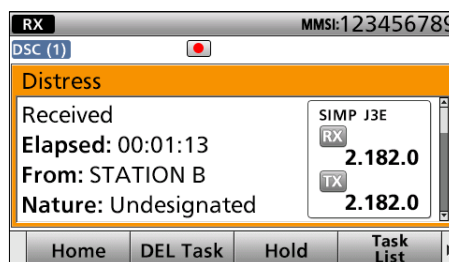 RX MMSI:123456789
DSC (1)
Distress
Received
Elapsed: 00:01:13
From: STATION B
Nature: Undesignated
SIMP J3E
RX
2.182.0
TX
2.182.0
Home DEL Task Hold Task List